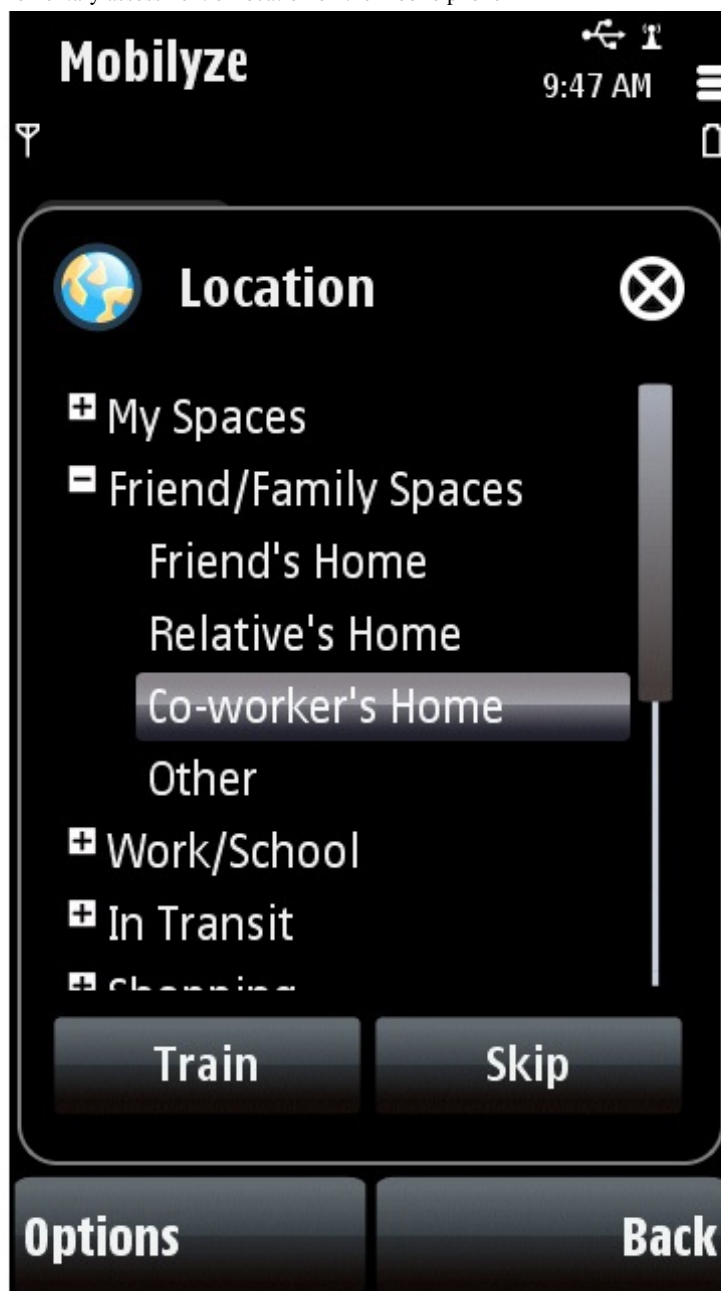 Mobilyze
9:47 AM
Location
My Spaces
Friend/Family Spaces
Friend's Home
Relative's Home
Co-worker's Home
Other
Work/School
In Transit
Shopping
Train Skip
Options Back